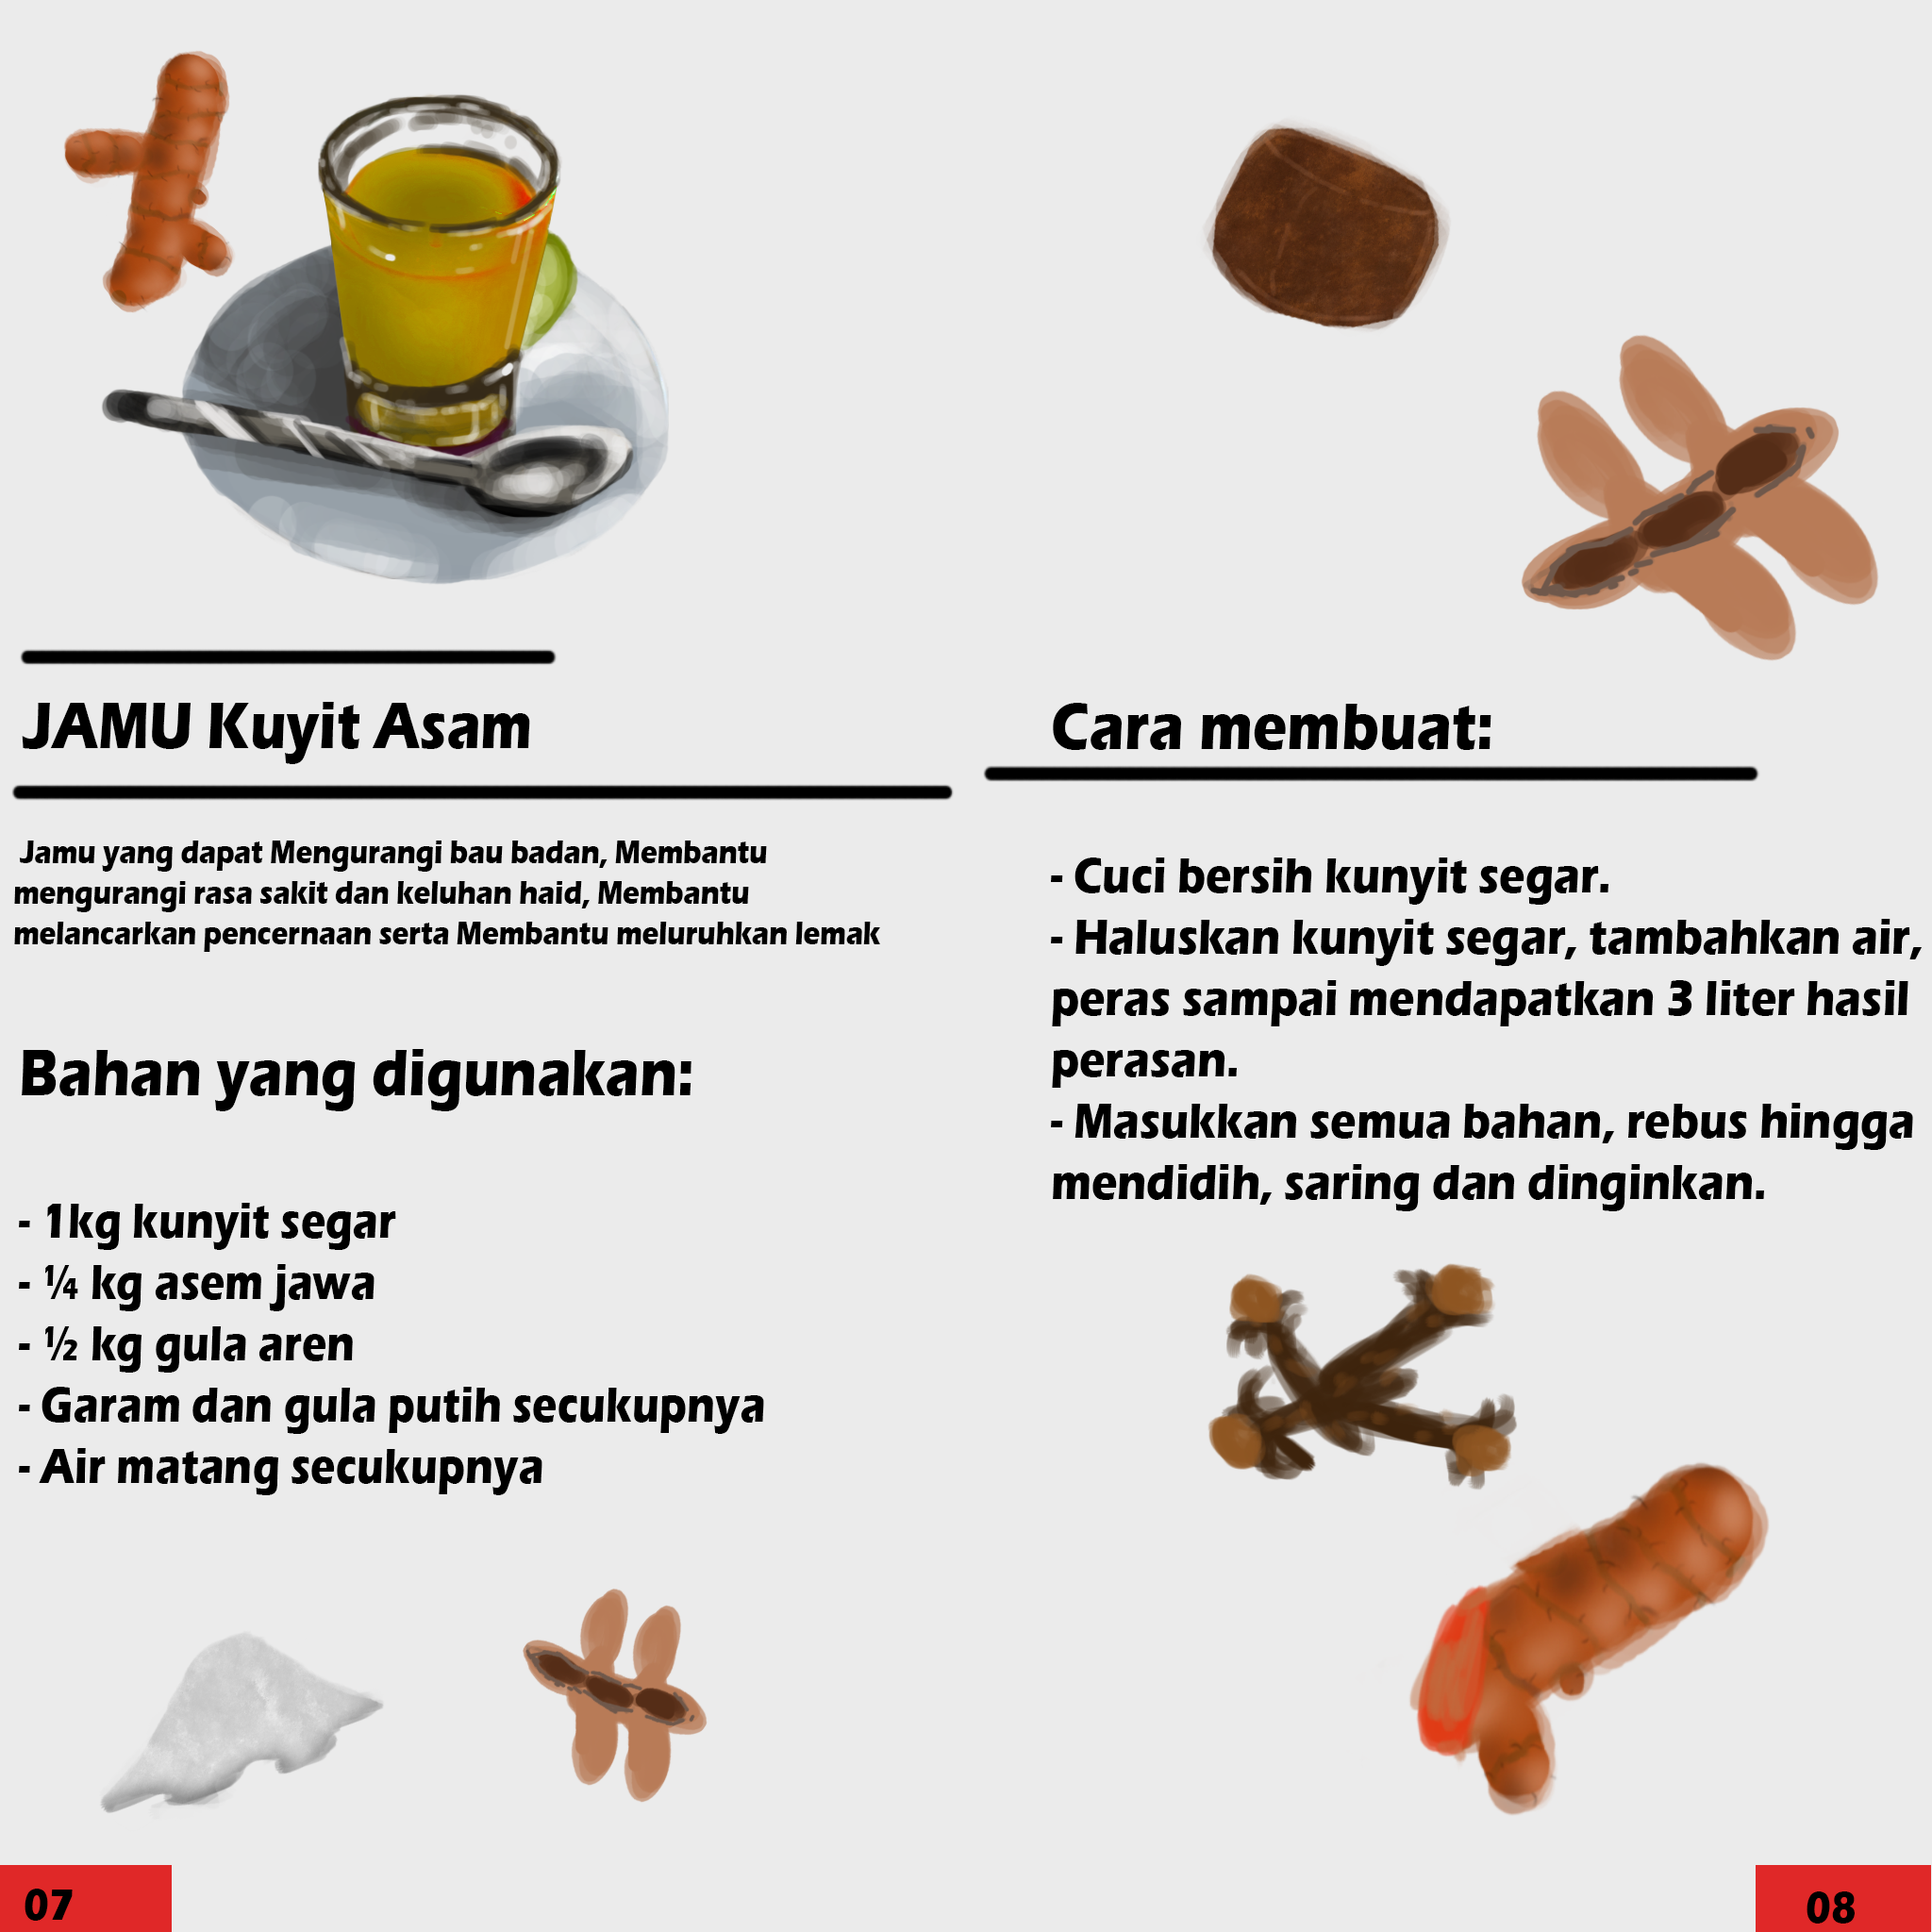 JAMU Kuyit Asam
Jamu yang dapat Mengurangi bau badan, Membantu
mengurangi rasa sakit dan keluhan haid, Membantu
melancarkan pencernaan serta Membantu meluruhkan lemak
Bahan yang digunakan:
- 1kg kunyit segar
- ¼ kg asem jawa
- ½ kg gula aren
- Garam dan gula putih secukupnya
- Air matang secukupnya
07
Cara membuat:
- Cuci bersih kunyit segar.
- Haluskan kunyit segar, tambahkan air,
peras sampai mendapatkan 3 liter hasil
perasan.
- Masukkan semua bahan, rebus hingga
mendidih, saring dan dinginkan.
08